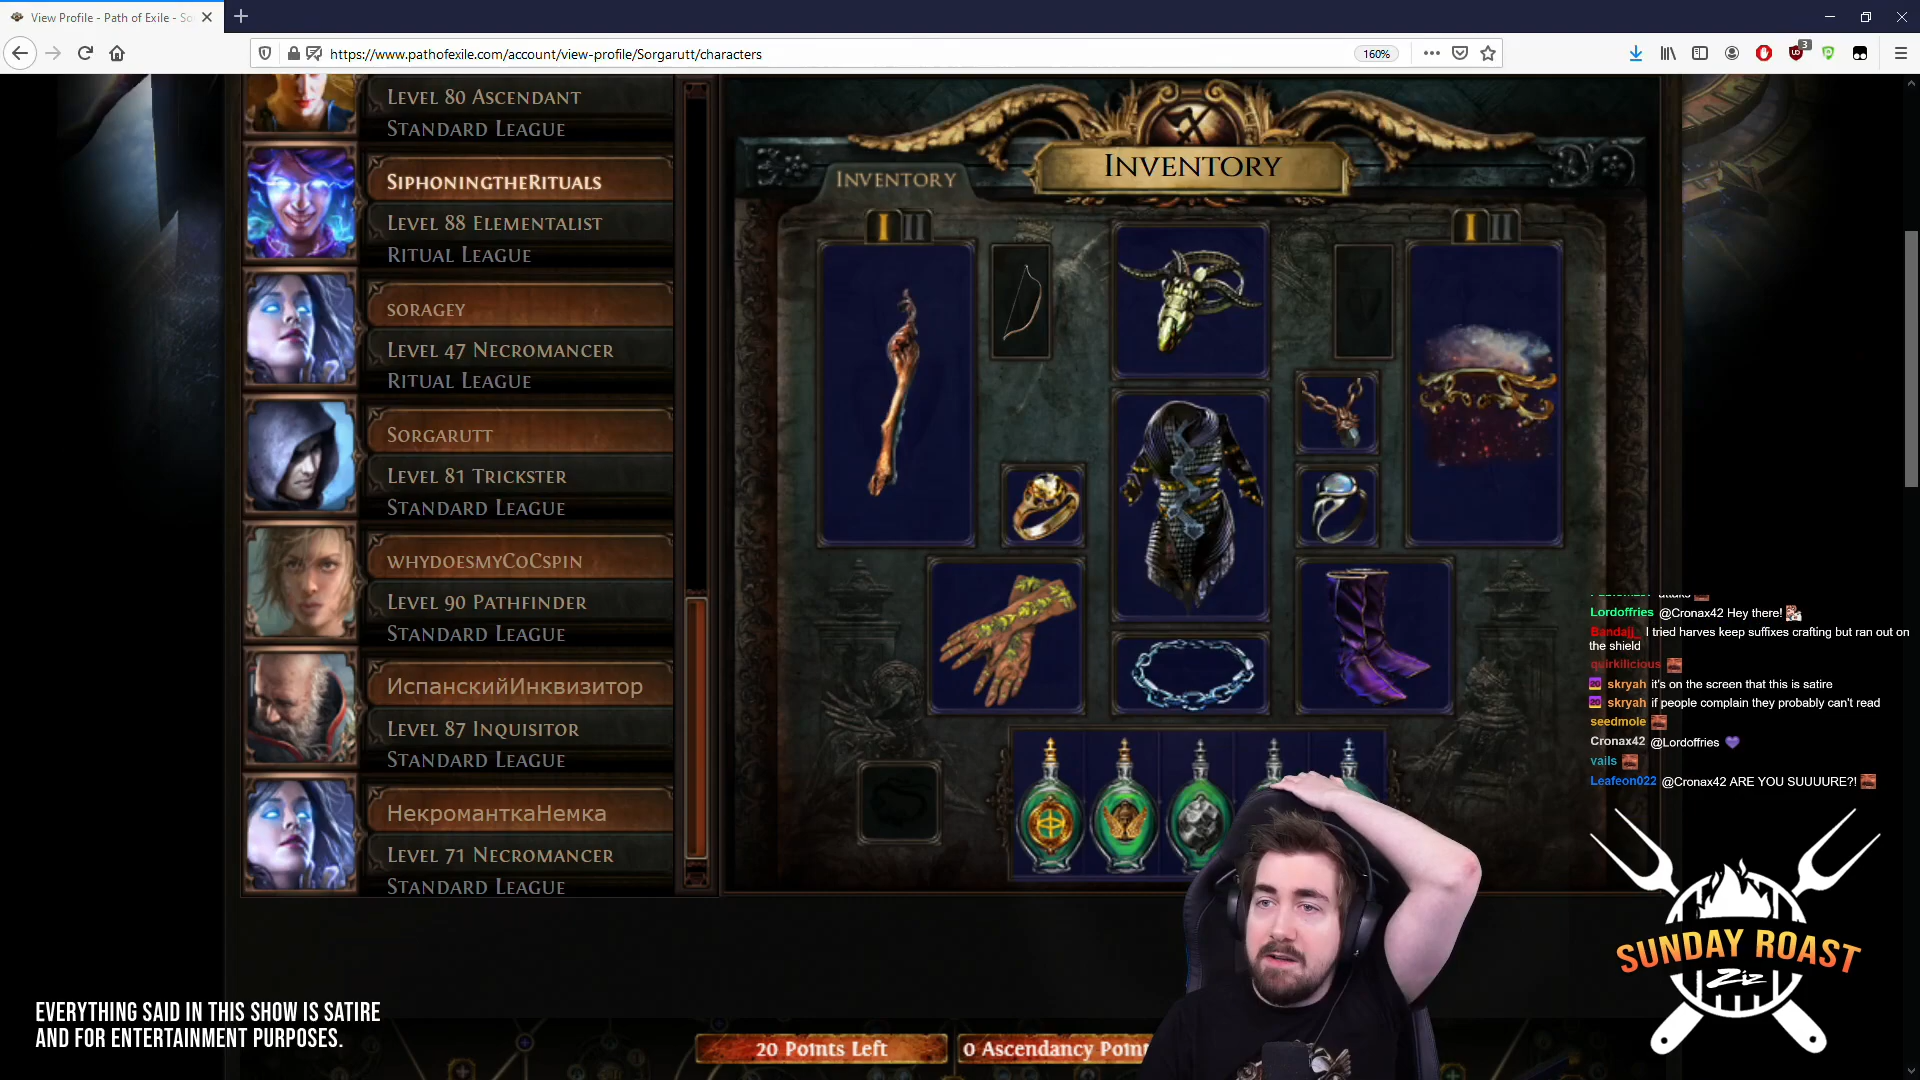 View Profile - Path of Exile - So
https://www.pathofexile.com/account/view-profile/Sorgarutt/characters
160%
3
Level 80 Ascendant
Standard League
SiphoningtheRituals
Level 88 Elementalist
Ritual League
soragey
Level 47 Necromancer
Ritual League
Sorgarutt
Level 81 Trickster
Standard League
whydoesmyCoCspin
Level 90 Pathfinder
Standard League
ИспанскийИнквизитор
Level 87 Inquisitor
Standard League
НекроманткаНемка
Level 71 Necromancer
Standard League
Inventory
Inventory
I II
I II
Lordoffries @Cronax42 Hey there!
Bandajj_ I tried harves keep suffixes crafting but ran out on
the shield
quirkilicious
skryah it's on the screen that this is satire
skryah if people complain they probably can't read
seedmole
Cronax42 @Lordoffries
vails
Leafeon022 @Cronax42 ARE YOU SUUUURE?!
SUNDAY ROAST
Ziz
EVERYTHING SAID IN THIS SHOW IS SATIRE
AND FOR ENTERTAINMENT PURPOSES.
20 Points Left
0 Ascendancy Point